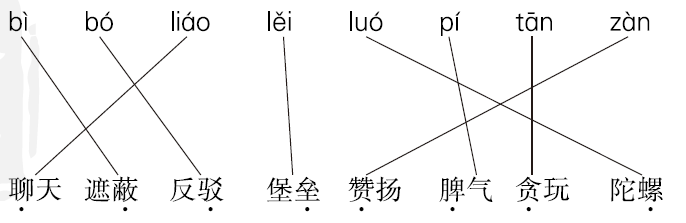 bì bó liáo lěi luó pí tān zàn
聊天 遮蔽 反驳 堡垒 赞扬 脾气 贪玩 陀螺